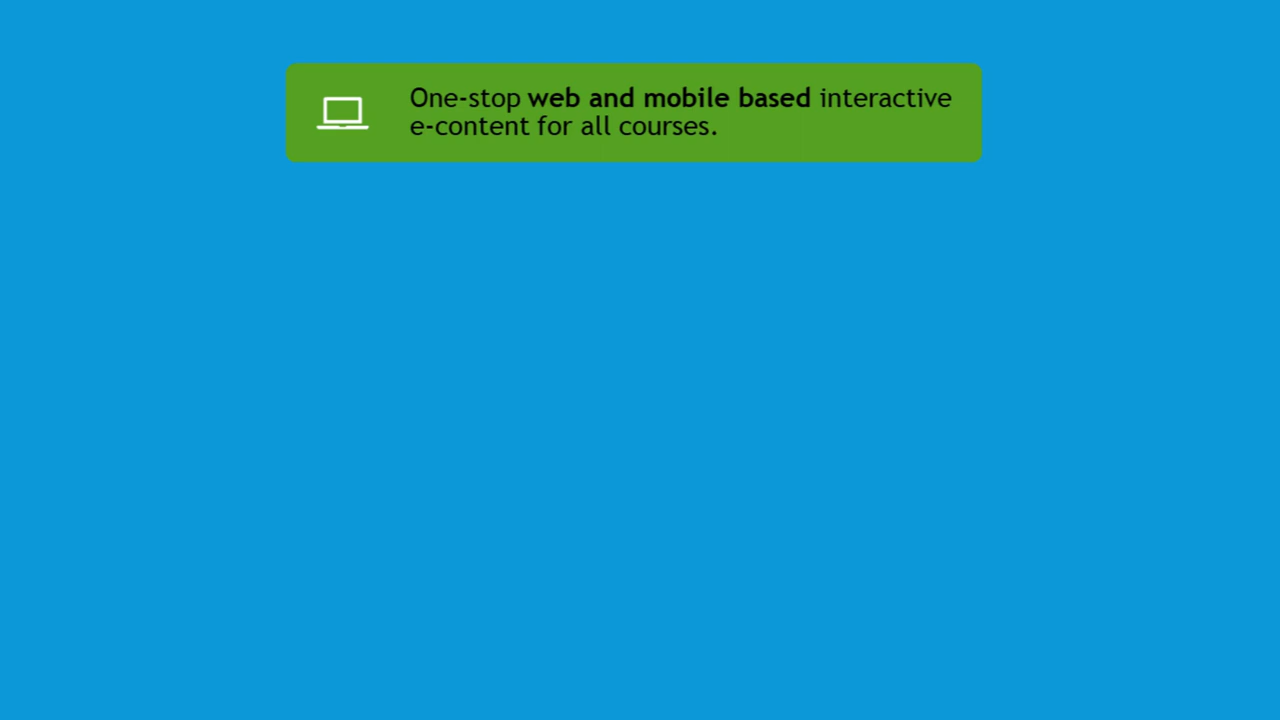 One-stop web and mobile based interactive
e-content for all courses.